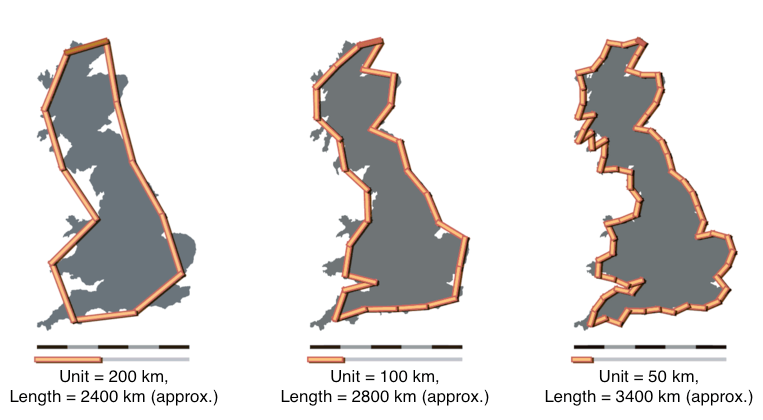 Unit = 200 km,
Length = 2400 km (approx.)
Unit = 100 km,
Length = 2800 km (approx.)
Unit = 50 km,
Length = 3400 km (approx.)